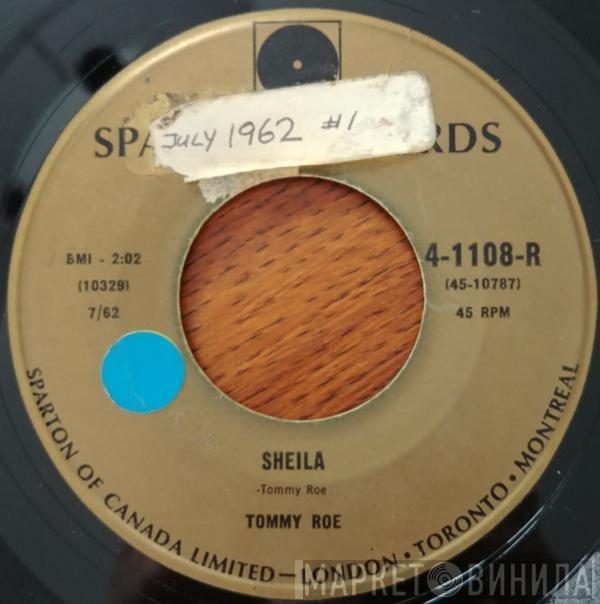 SPA RDS
JULY 1962 #1
BMI - 2:02
(10329)
7/62
4-1108-R
(45-10787)
45 RPM
SHEILA
-Tommy Roe
TOMMY ROE
SPARTON OF CANADA LIMITED—LONDON • TORONTO • MONTREAL
МАРКЕТ ВИНИЛА